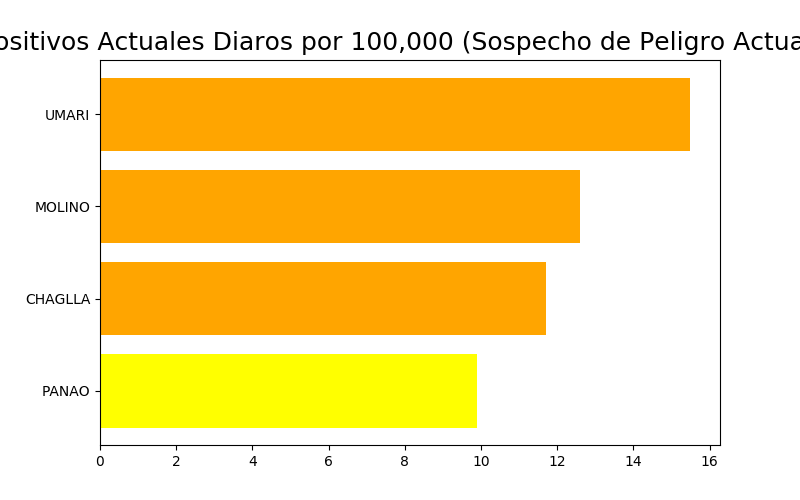 ositivos Actuales Diaros por 100,000 (Sospecho de Peligro Actua
UMARI
MOLINO
CHAGLLA
PANAO
0 2 4 6 8 10 12 14 16